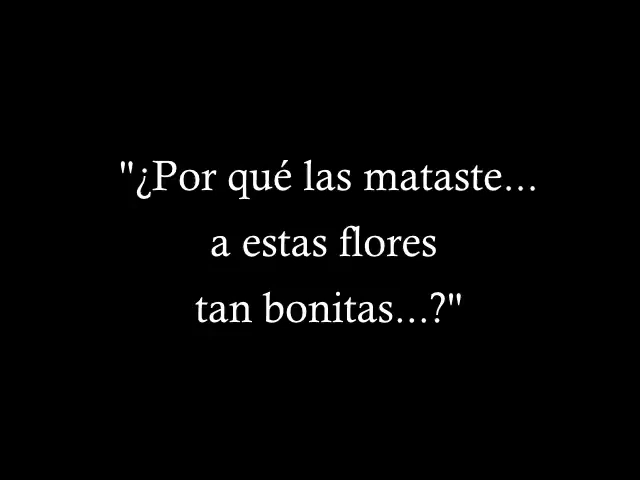 "¿Por qué las mataste...
a estas flores
tan bonitas...?"